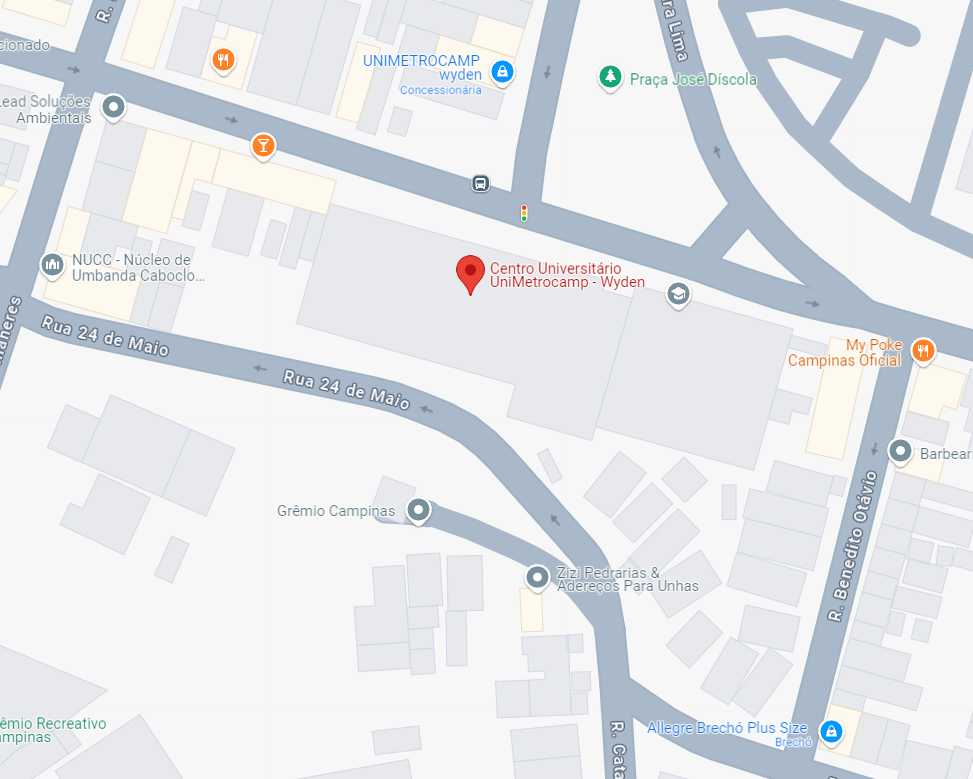 R.
cionado
UNIMETROCAMP
wyden
Concessionária
ra Lima
Praça José Díscola
Lead Soluções
Ambientais
NUCC - Núcleo de
Umbanda Caboclo...
Centro Universitário
UniMetrocamp - Wyden
Rua 24 de Maio
Rua 24 de Maio
My Poke
Campinas Oficial
Barbear
R. Benedito Otávio
Grêmio Campinas
Zizi Pedrarias &
Adereços Para Unhas
êmio Recreativo
ampinas
R. Cata
Allegre Brechó Plus Size
Brechó